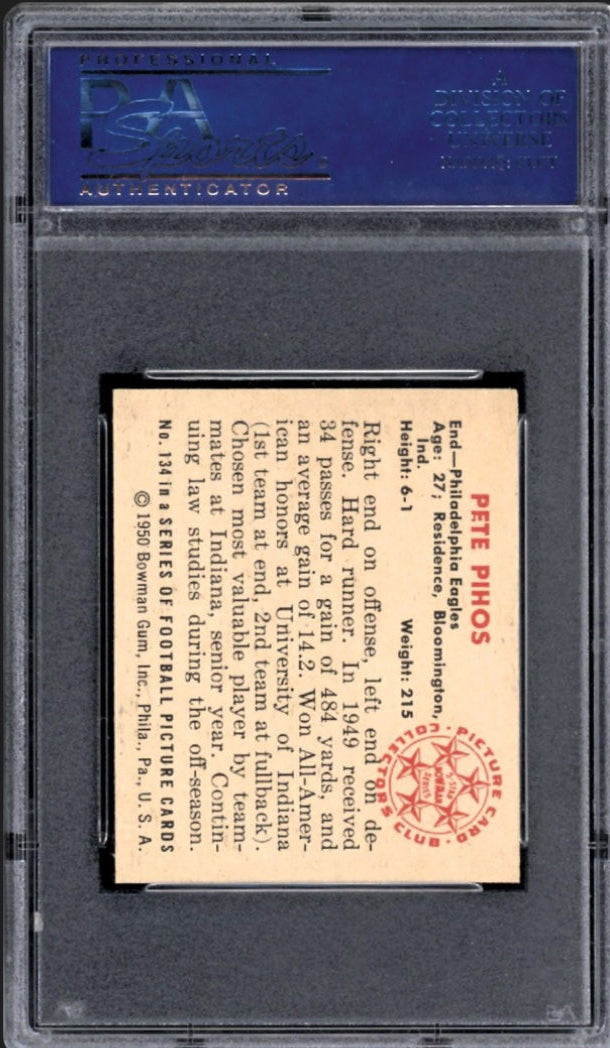 PROFESSIONAL
PSA
AUTHENTICATOR
A
DIVISION OF
COLLECTORS
UNIVERSE
PETE PIHOS
End—Philadelphia Eagles
Age: 27; Residence, Bloomington,
Ind.
Height: 6-1 Weight: 215
Right end on offense, left end on de-
fense. Hard runner. In 1949 received
34 passes for a gain of 484 yards, and
an average gain of 14.2. Won All-Amer-
ican honors at University of Indiana
(1st team at end, 2nd team at fullback).
Chosen most valuable player by team-
mates at Indiana, senior year. Contin-
uing law studies during the off-season.
No. 134 in a SERIES OF FOOTBALL PICTURE CARDS
© 1950 Bowman Gum, Inc., Phila., Pa., U. S. A.
PICTURE CARD
COLLECTORS CLUB
5-STAR
BOWMAN
SERIES